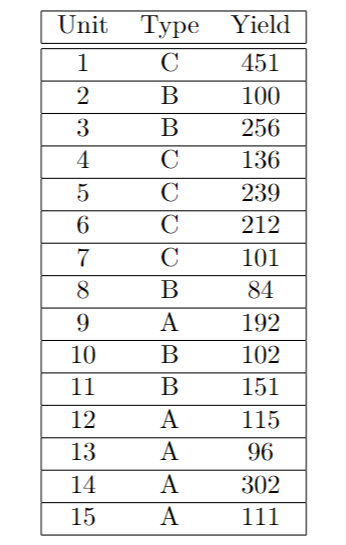 Unit Type Yield
1 C 451
2 B 100
3 B 256
4 C 136
5 C 239
6 C 212
7 C 101
8 B 84
9 A 192
10 B 102
11 B 151
12 A 115
13 A 96
14 A 302
15 A 111